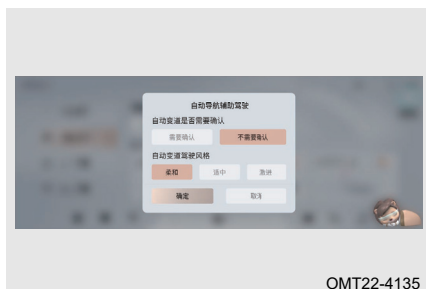 自动导航辅助驾驶
自动变道是否需要确认
需要确认 不需要确认
自动变道驾驶风格
柔和 适中 激进
确定 取消
OMT22-4135